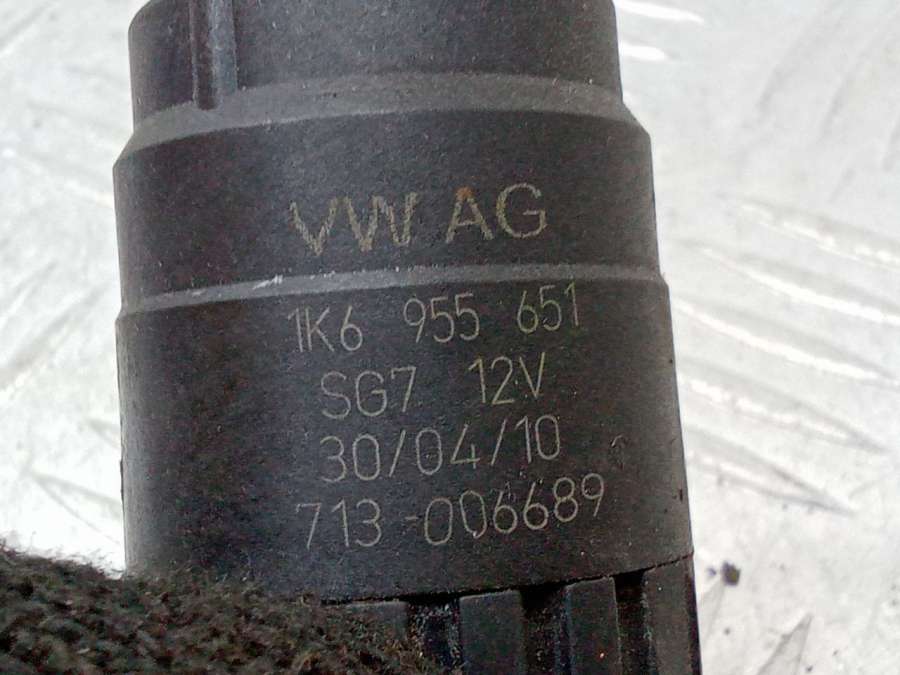 VW AG
1K6 955 651
SG7 12V
30/04/10
713-006689